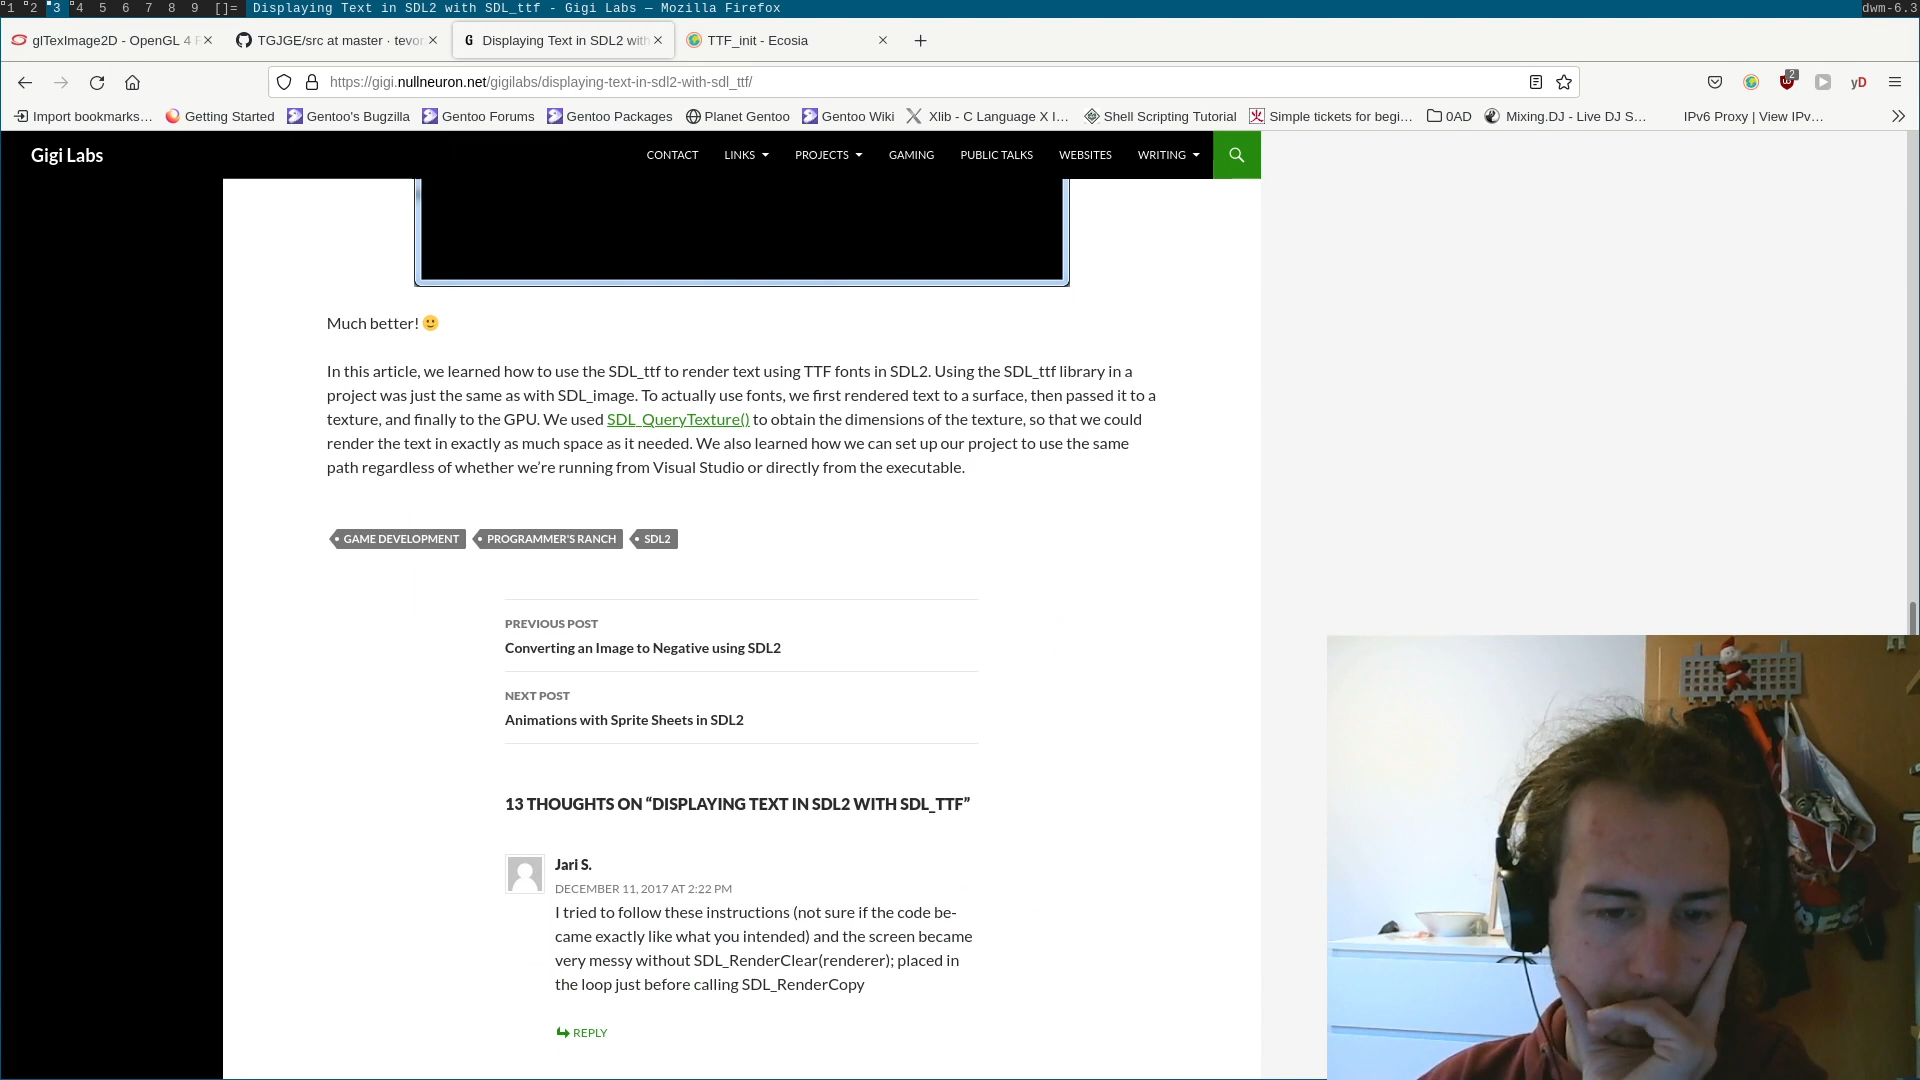 1 2 3 4 5 6 7 8 9 []= Displaying Text in SDL2 with SDL_ttf - Gigi Labs — Mozilla Firefox dwm-6.3
glTexImage2D - OpenGL 4 TGJGE/src at master · tevor Displaying Text in SDL2 with TTF_init - Ecosia
https://gigi.nullneuron.net/gigilabs/displaying-text-in-sdl2-with-sdl_ttf/ 2 yD
Import bookmarks… Getting Started Gentoo's Bugzilla Gentoo Forums Gentoo Packages Planet Gentoo Gentoo Wiki Xlib - C Language X I… Shell Scripting Tutorial Simple tickets for begi… 0AD Mixing.DJ - Live DJ S… IPv6 Proxy | View IPv…
Gigi Labs CONTACT LINKS PROJECTS GAMING PUBLIC TALKS WEBSITES WRITING
Much better! 🙂
In this article, we learned how to use the SDL_ttf to render text using TTF fonts in SDL2. Using the SDL_ttf library in a
project was just the same as with SDL_image. To actually use fonts, we first rendered text to a surface, then passed it to a
texture, and finally to the GPU. We used SDL_QueryTexture() to obtain the dimensions of the texture, so that we could
render the text in exactly as much space as it needed. We also learned how we can set up our project to use the same
path regardless of whether we’re running from Visual Studio or directly from the executable.
GAME DEVELOPMENT PROGRAMMER'S RANCH SDL2
PREVIOUS POST
Converting an Image to Negative using SDL2
NEXT POST
Animations with Sprite Sheets in SDL2
13 THOUGHTS ON “DISPLAYING TEXT IN SDL2 WITH SDL_TTF”
Jari S.
DECEMBER 11, 2017 AT 2:22 PM
I tried to follow these instructions (not sure if the code be-
came exactly like what you intended) and the screen became
very messy without SDL_RenderClear(renderer); placed in
the loop just before calling SDL_RenderCopy
REPLY